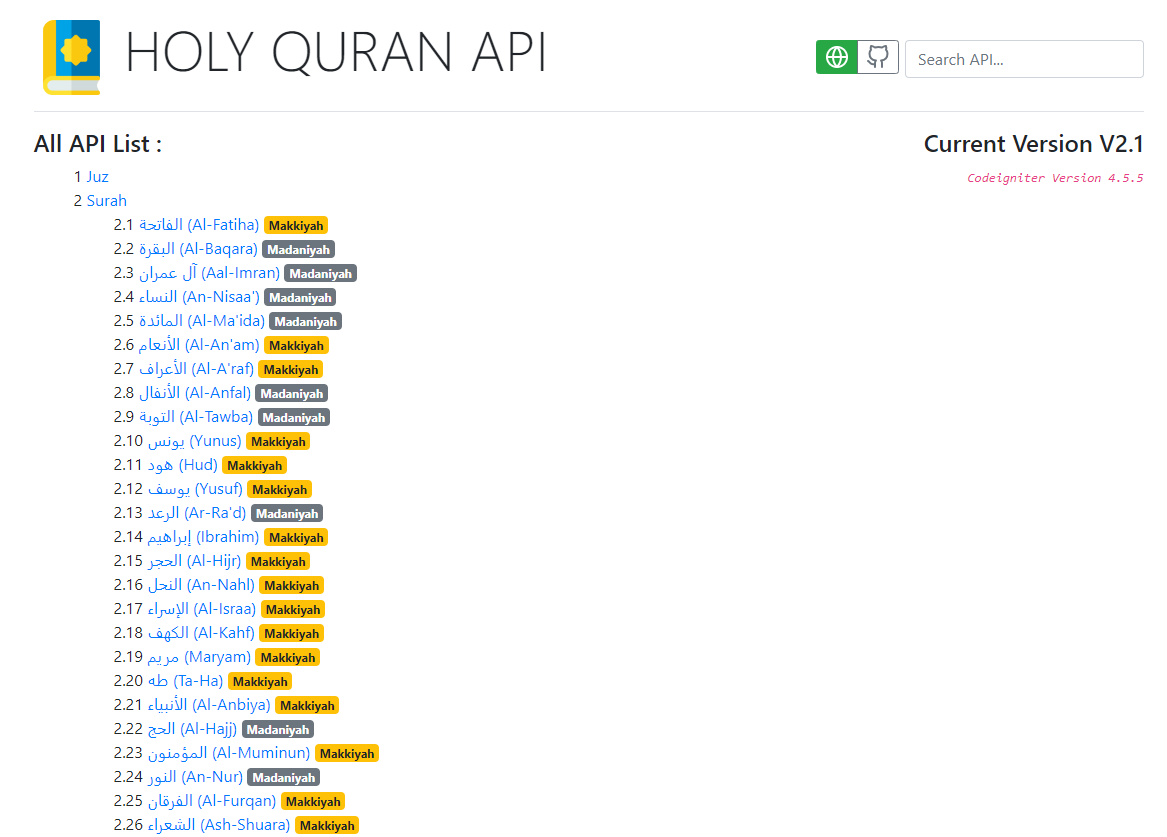 HOLY QURAN API
Search API...
All API List :
Current Version V2.1
1 Juz
Codeigniter Version 4.5.5
2 Surah
2.1 الفاتحة (Al-Fatiha) Makkiyah
2.2 البقرة (Al-Baqara) Madaniyah
2.3 آل عمران (Aal-Imran) Madaniyah
2.4 النساء (An-Nisaa') Madaniyah
2.5 المائدة (Al-Ma'ida) Madaniyah
2.6 الأنعام (Al-An'am) Makkiyah
2.7 الأعراف (Al-A'raf) Makkiyah
2.8 الأنفال (Al-Anfal) Madaniyah
2.9 التوبة (Al-Tawba) Madaniyah
2.10 يونس (Yunus) Makkiyah
2.11 هود (Hud) Makkiyah
2.12 يوسف (Yusuf) Makkiyah
2.13 الرعد (Ar-Ra'd) Madaniyah
2.14 إبراهيم (Ibrahim) Makkiyah
2.15 الحجر (Al-Hijr) Makkiyah
2.16 النحل (An-Nahl) Makkiyah
2.17 الإسراء (Al-Israa) Makkiyah
2.18 الكهف (Al-Kahf) Makkiyah
2.19 مريم (Maryam) Makkiyah
2.20 طه (Ta-Ha) Makkiyah
2.21 الأنبياء (Al-Anbiya) Makkiyah
2.22 الحج (Al-Hajj) Madaniyah
2.23 المؤمنون (Al-Muminun) Makkiyah
2.24 النور (An-Nur) Madaniyah
2.25 الفرقان (Al-Furqan) Makkiyah
2.26 الشعراء (Ash-Shuara) Makkiyah